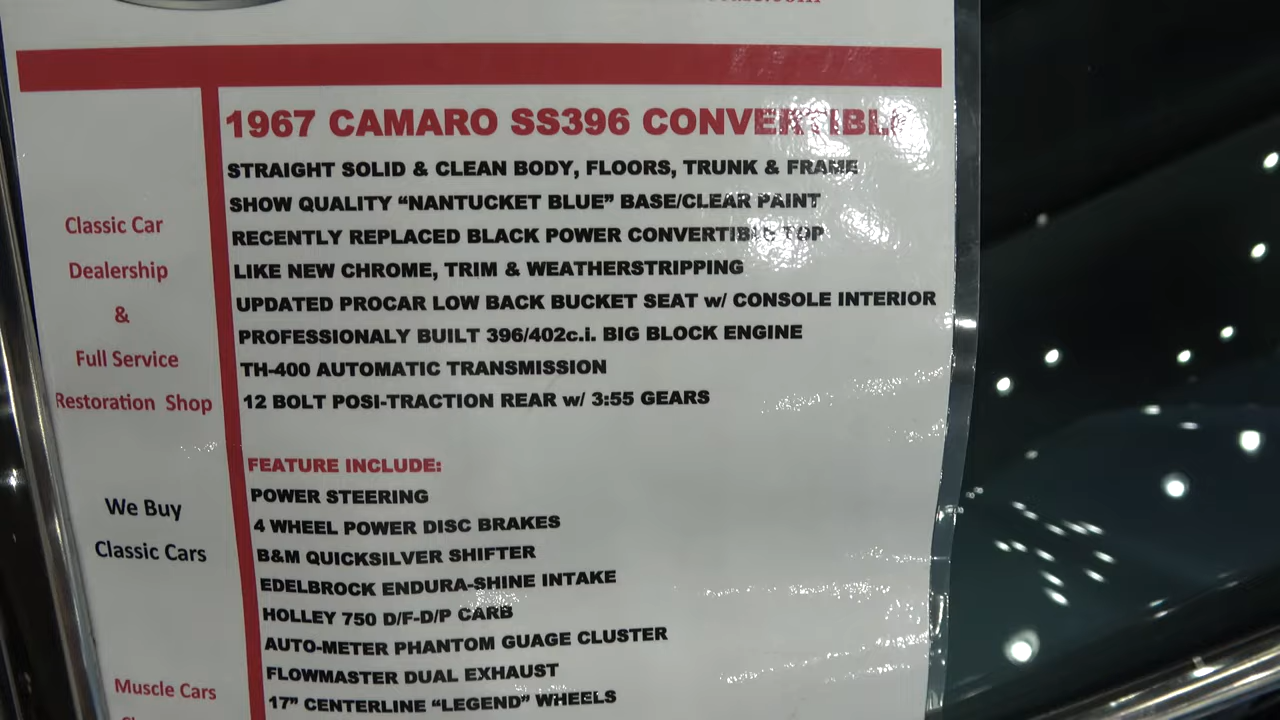 1967 CAMARO SS396 CONVERTIBLE
STRAIGHT SOLID & CLEAN BODY, FLOORS, TRUNK & FRAME
SHOW QUALITY “NANTUCKET BLUE” BASE/CLEAR PAINT
RECENTLY REPLACED BLACK POWER CONVERTIBLE TOP
LIKE NEW CHROME, TRIM & WEATHERSTRIPPING
UPDATED PROCAR LOW BACK BUCKET SEAT w/ CONSOLE INTERIOR
PROFESSIONALY BUILT 396/402c.i. BIG BLOCK ENGINE
TH-400 AUTOMATIC TRANSMISSION
12 BOLT POSI-TRACTION REAR w/ 3:55 GEARS
FEATURE INCLUDE:
POWER STEERING
4 WHEEL POWER DISC BRAKES
B&M QUICKSILVER SHIFTER
EDELBROCK ENDURA-SHINE INTAKE
HOLLEY 750 D/F-D/P CARB
AUTO-METER PHANTOM GUAGE CLUSTER
FLOWMASTER DUAL EXHAUST
17” CENTERLINE “LEGEND” WHEELS
Classic Car
Dealership
&
Full Service
Restoration Shop
We Buy
Classic Cars
Muscle Cars